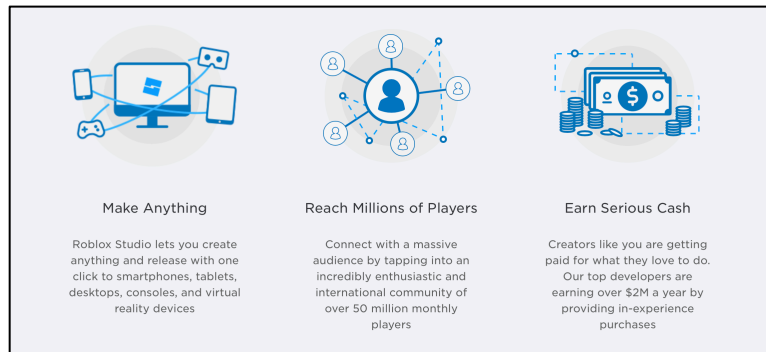 Make Anything
Roblox Studio lets you create
anything and release with one
click to smartphones, tablets,
desktops, consoles, and virtual
reality devices
Reach Millions of Players
Connect with a massive
audience by tapping into an
incredibly enthusiastic and
international community of
over 50 million monthly
players
$
Earn Serious Cash
Creators like you are getting
paid for what they love to do.
Our top developers are
earning over $2M a year by
providing in-experience
purchases